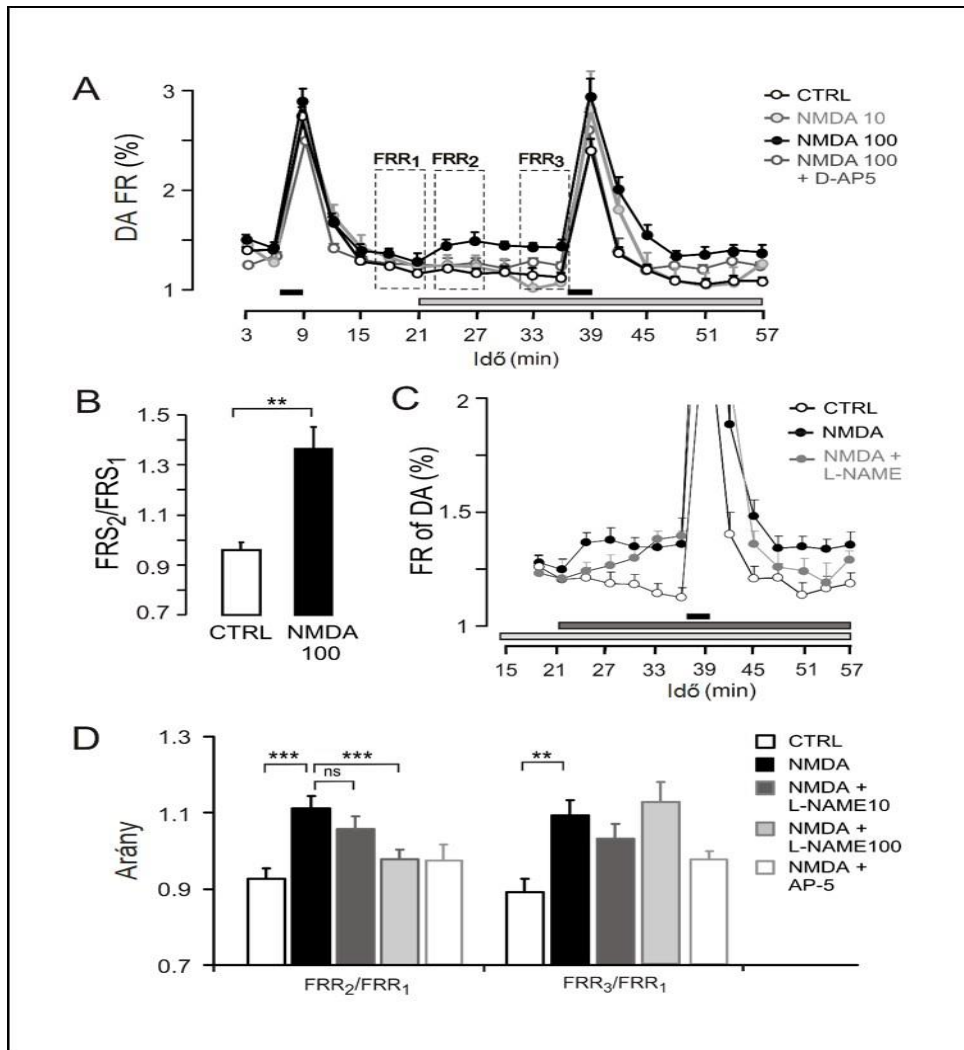 A
DA FR (%)
3
2
1
FRR1
FRR2
FRR3
CTRL
NMDA 10
NMDA 100
NMDA 100
+ D-AP5
3 9 15 21 27 33 39 45 51 57
Idő (min)
B
FRS2/FRS1
1.5
1.3
1.1
0.9
0.7
**
CTRL
NMDA
100
C
FR of DA (%)
2
1.5
1
CTRL
NMDA
NMDA +
L-NAME
15 21 27 33 39 45 51 57
Idő (min)
D
Arány
1.3
1.1
0.9
0.7
*** ***
ns
**
CTRL
NMDA
NMDA +
L-NAME10
NMDA +
L-NAME100
NMDA +
AP-5
FRR2/FRR1
FRR3/FRR1